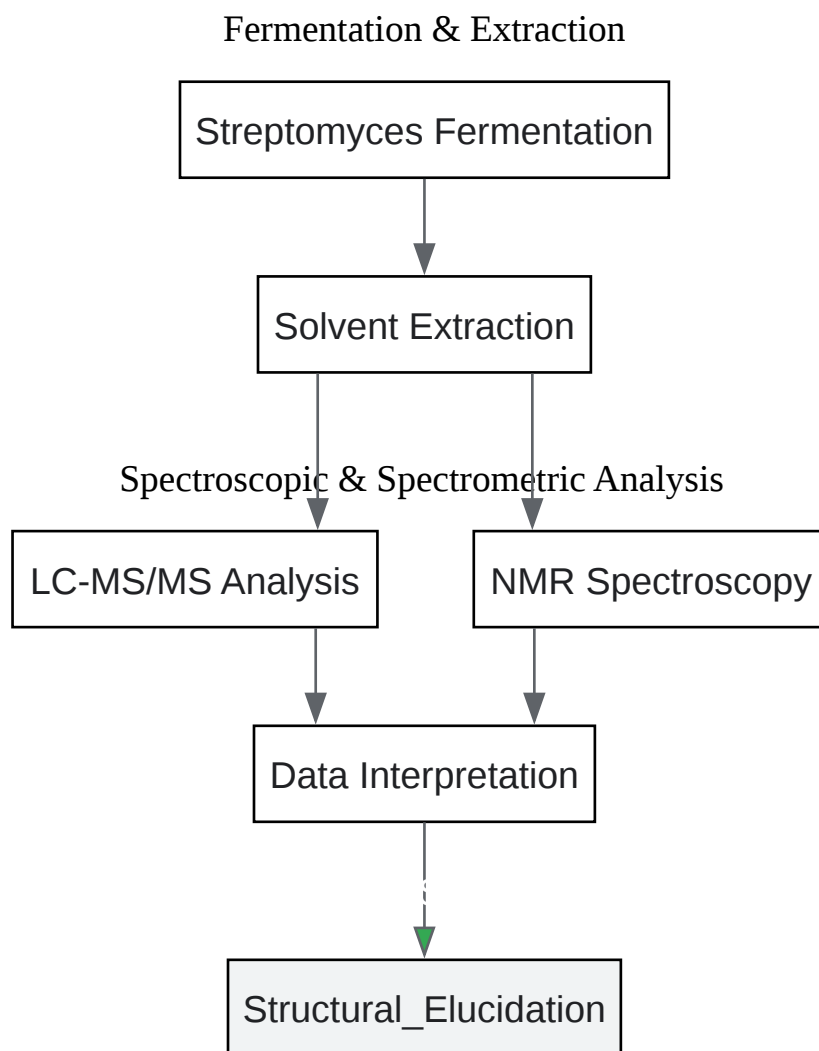 Fermentation & Extraction
Streptomyces Fermentation
Solvent Extraction
Spectroscopic & Spectrometric Analysis
LC-MS/MS Analysis
NMR Spectroscopy
Data Interpretation
Structural_Elucidation